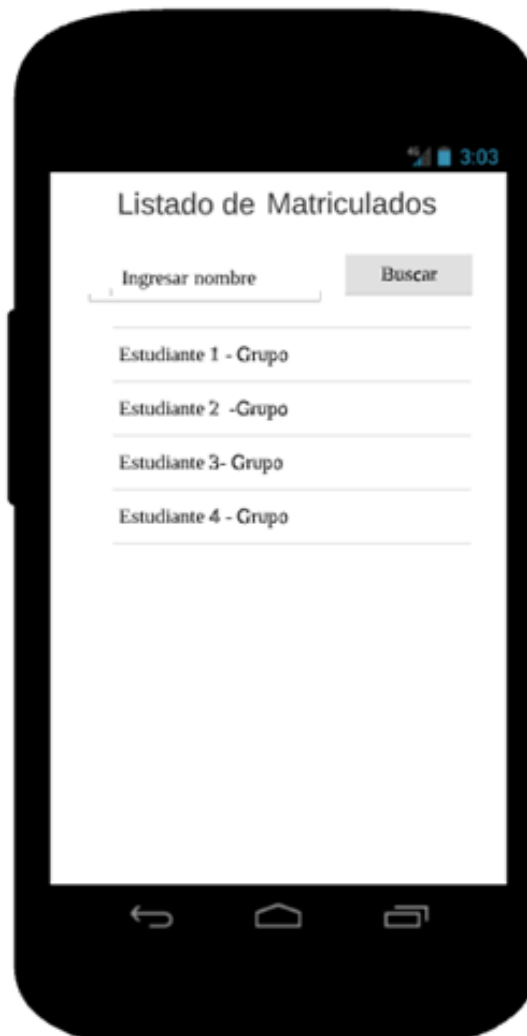 4G 3:03
Listado de Matriculados
Ingresar nombre
Buscar
Estudiante 1 - Grupo
Estudiante 2 -Grupo
Estudiante 3- Grupo
Estudiante 4 - Grupo